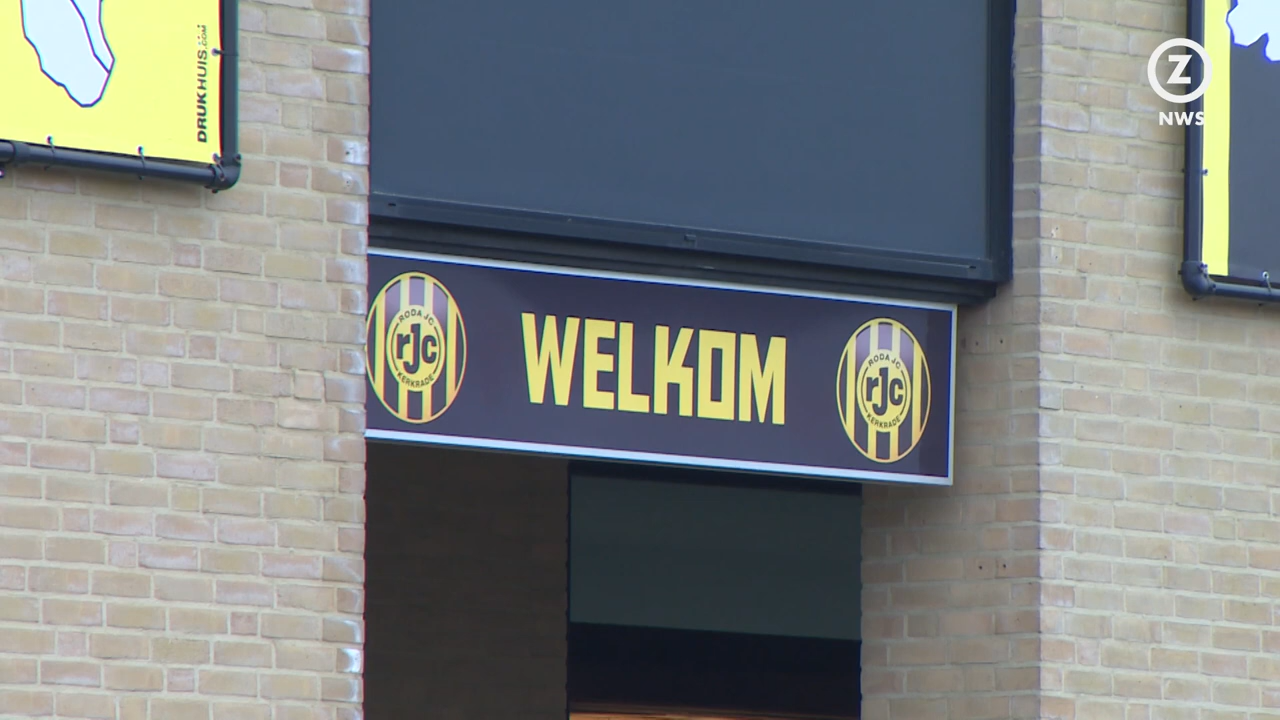 DRUKHUIS.COM
Z
NWS
RODA JC
rJc
KERKRADE
WELKOM
RODA JC
rJc
KERKRADE